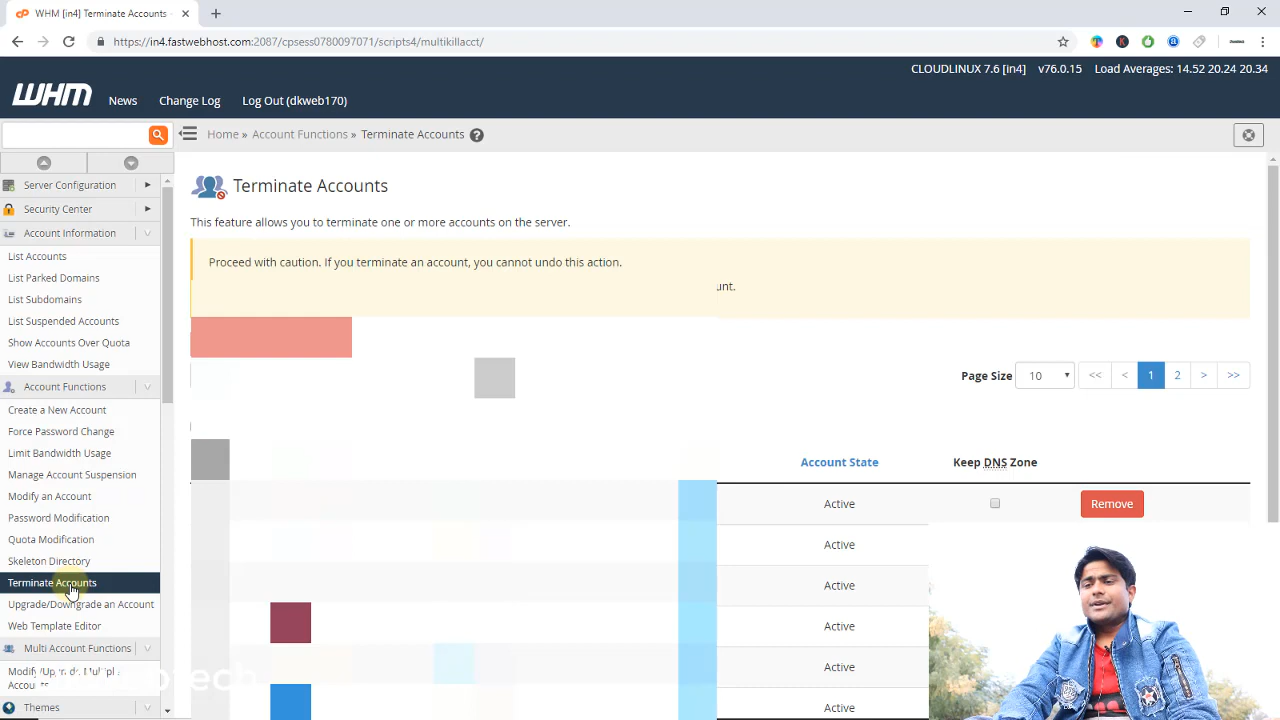 WHM [in4] Terminate Accounts -
https://in4.fastwebhost.com:2087/cpsess0780097071/scripts4/multikillacct/
CLOUDLINUX 7.6 [in4] v76.0.15 Load Averages: 14.52 20.24 20.34
WHM News Change Log Log Out (dkweb170)
Home » Account Functions » Terminate Accounts
Server Configuration
Security Center
Account Information
List Accounts
List Parked Domains
List Subdomains
List Suspended Accounts
Show Accounts Over Quota
View Bandwidth Usage
Account Functions
Create a New Account
Force Password Change
Limit Bandwidth Usage
Manage Account Suspension
Modify an Account
Password Modification
Quota Modification
Skeleton Directory
Terminate Accounts
Upgrade/Downgrade an Account
Web Template Editor
Multi Account Functions
Modify/Upgrade Multiple
Themes
Terminate Accounts
This feature allows you to terminate one or more accounts on the server.
Proceed with caution. If you terminate an account, you cannot undo this action.
unt.
Page Size 10 << < 1 2 > >>
Account State Keep DNS Zone
Active Remove
Active
Active
Active
Active
Active